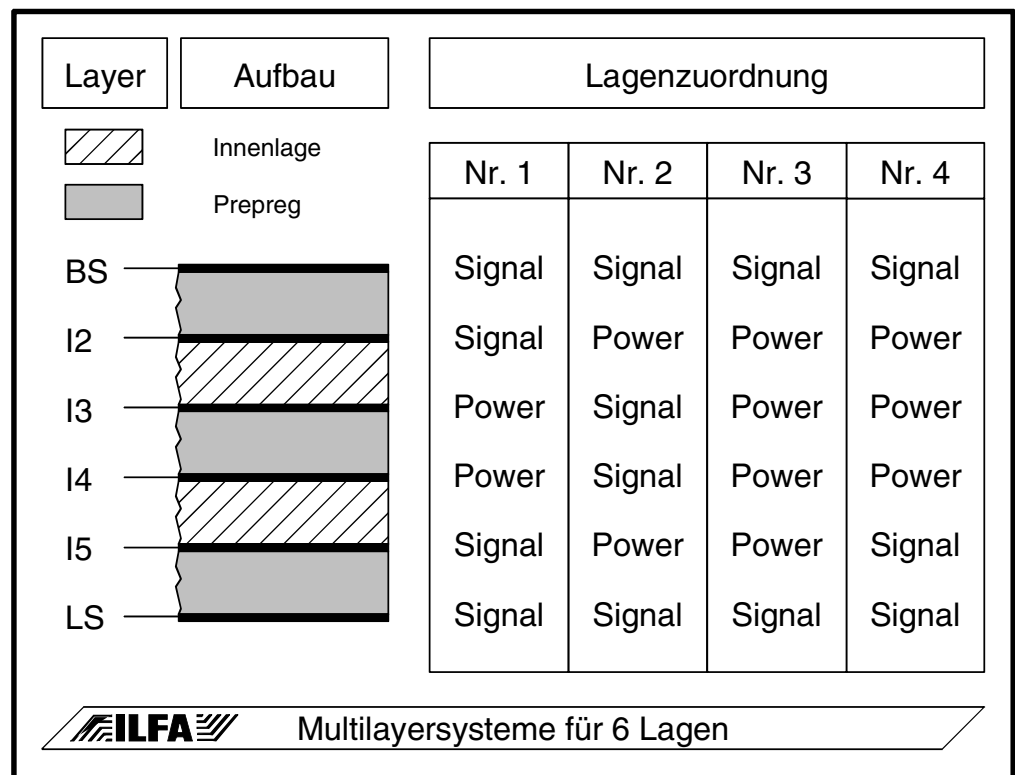 Layer Aufbau Lagenzuordnung
Innenlage
Prepreg
Nr. 1 Nr. 2 Nr. 3 Nr. 4
BS Signal Signal Signal Signal
I2 Signal Power Power Power
I3 Power Signal Power Power
I4 Power Signal Power Power
I5 Signal Power Power Signal
LS Signal Signal Signal Signal
ILFA Multilayersysteme für 6 Lagen